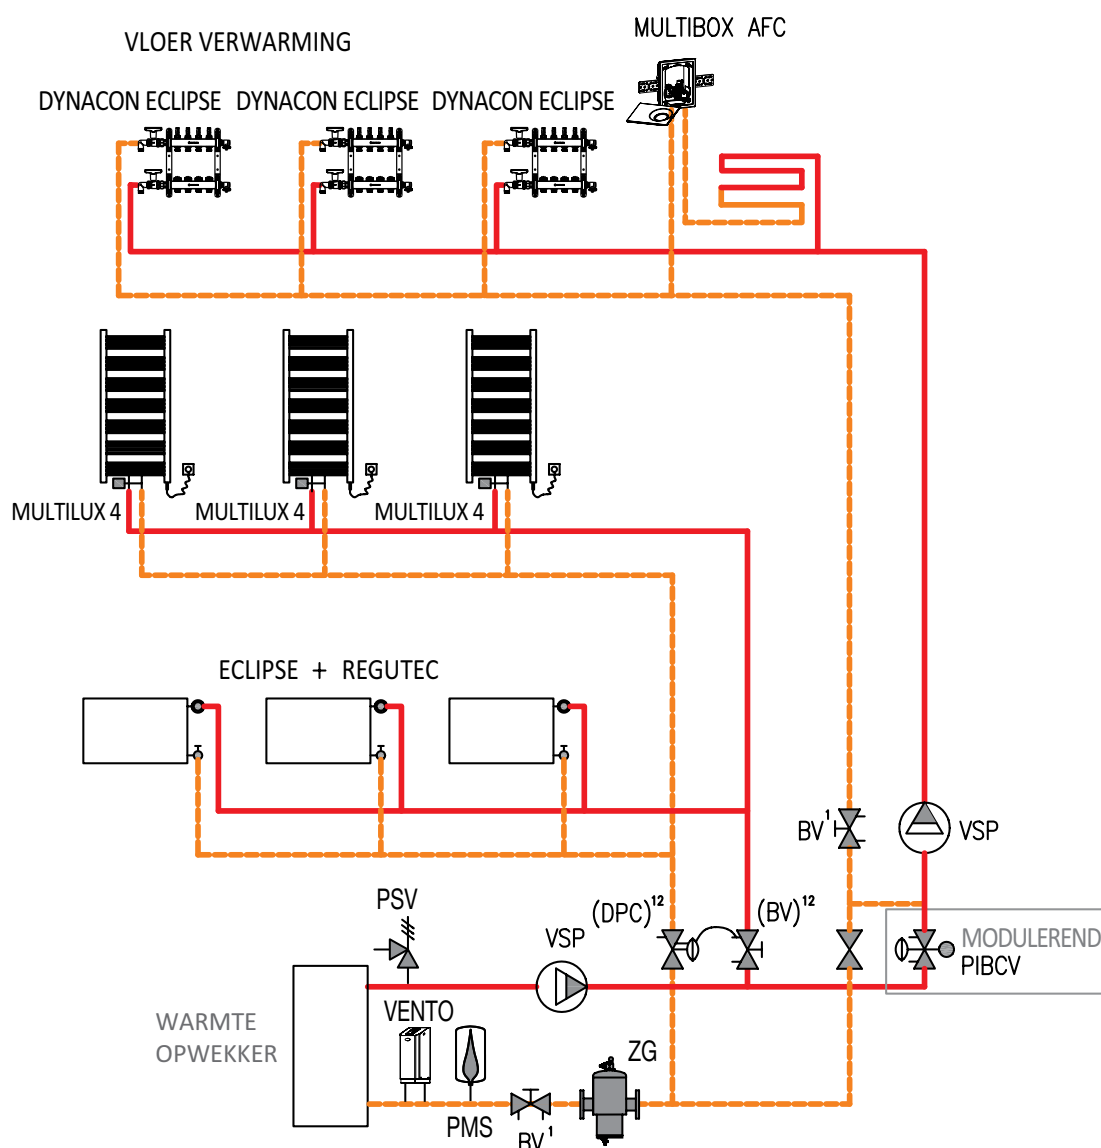 MULTIBOX AFC
VLOER VERWARMING
DYNACON ECLIPSE DYNACON ECLIPSE DYNACON ECLIPSE
MULTILUX 4 MULTILUX 4 MULTILUX 4
ECLIPSE + REGUTEC
BV¹
VSP
PSV
(DPC)¹²
(BV)¹²
VSP
MODULEREND
PIBCV
WARMTE
OPWEKKER
VENTO
ZG
PMS
BV¹